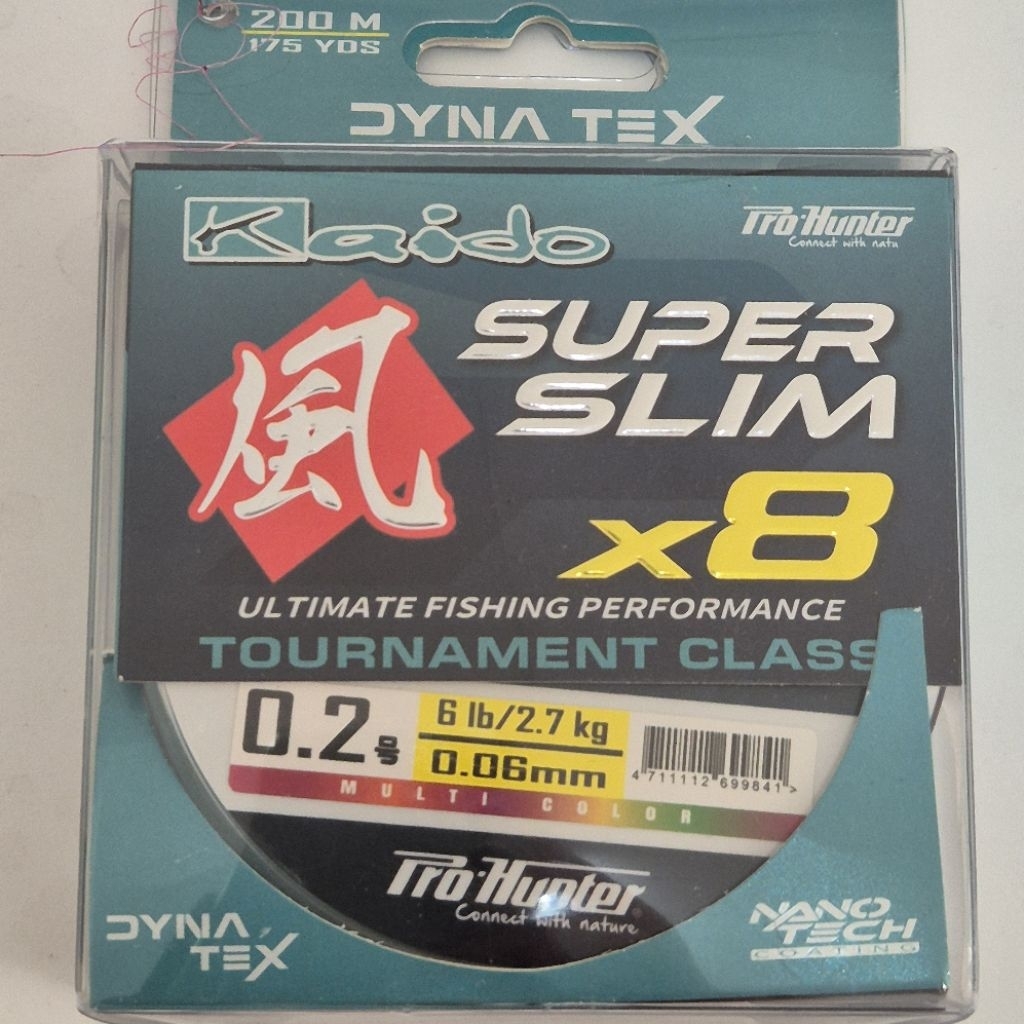 200 M
175 YDS
DYNA TEX
Kaido
Pro-Hunter
Connect with natu
風
SUPER
SLIM
x8
ULTIMATE FISHING PERFORMANCE
TOURNAMENT CLASS
0.2号
6 lb/2.7 kg
0.06mm
4 711112 699841 >
MULTI COLOR
Pro-Hunter
Connect with nature
DYNA
TEX
NANO
TECH
COATING